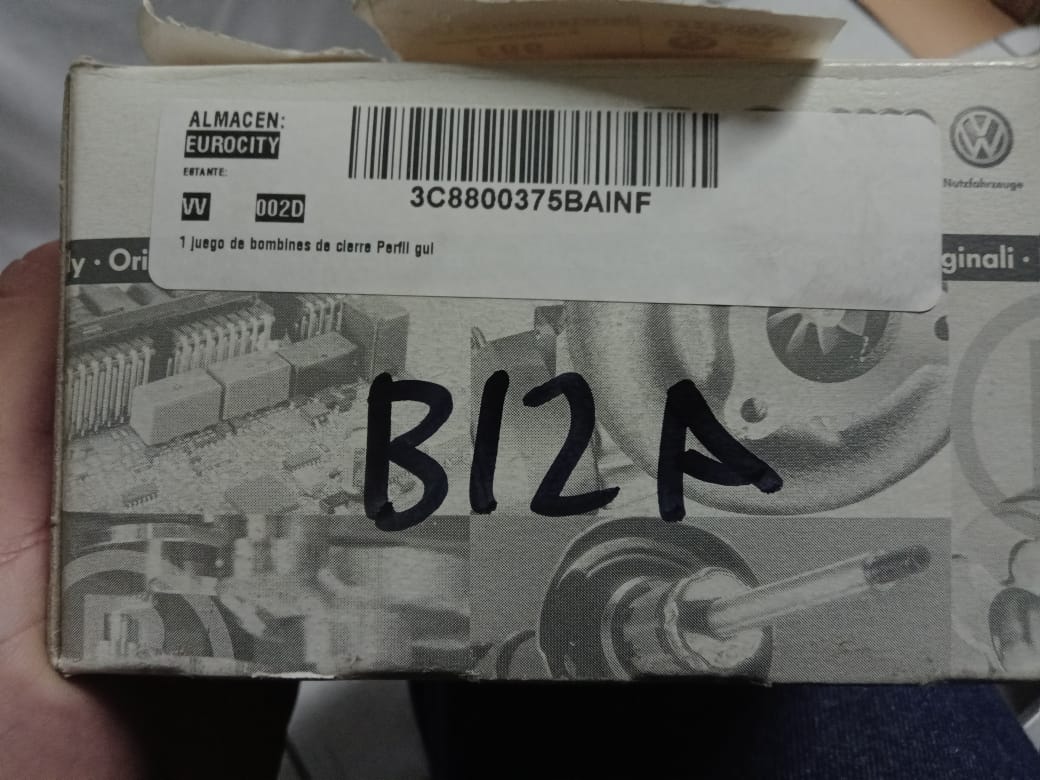 ALMACEN:
EUROCITY
ESTANTE:
VV 002D
3C8800375BAINF
1 juego de bombines de cierre Perfil gui
Nutzfahrzeuge
y · Ori
ginali ·
B12A